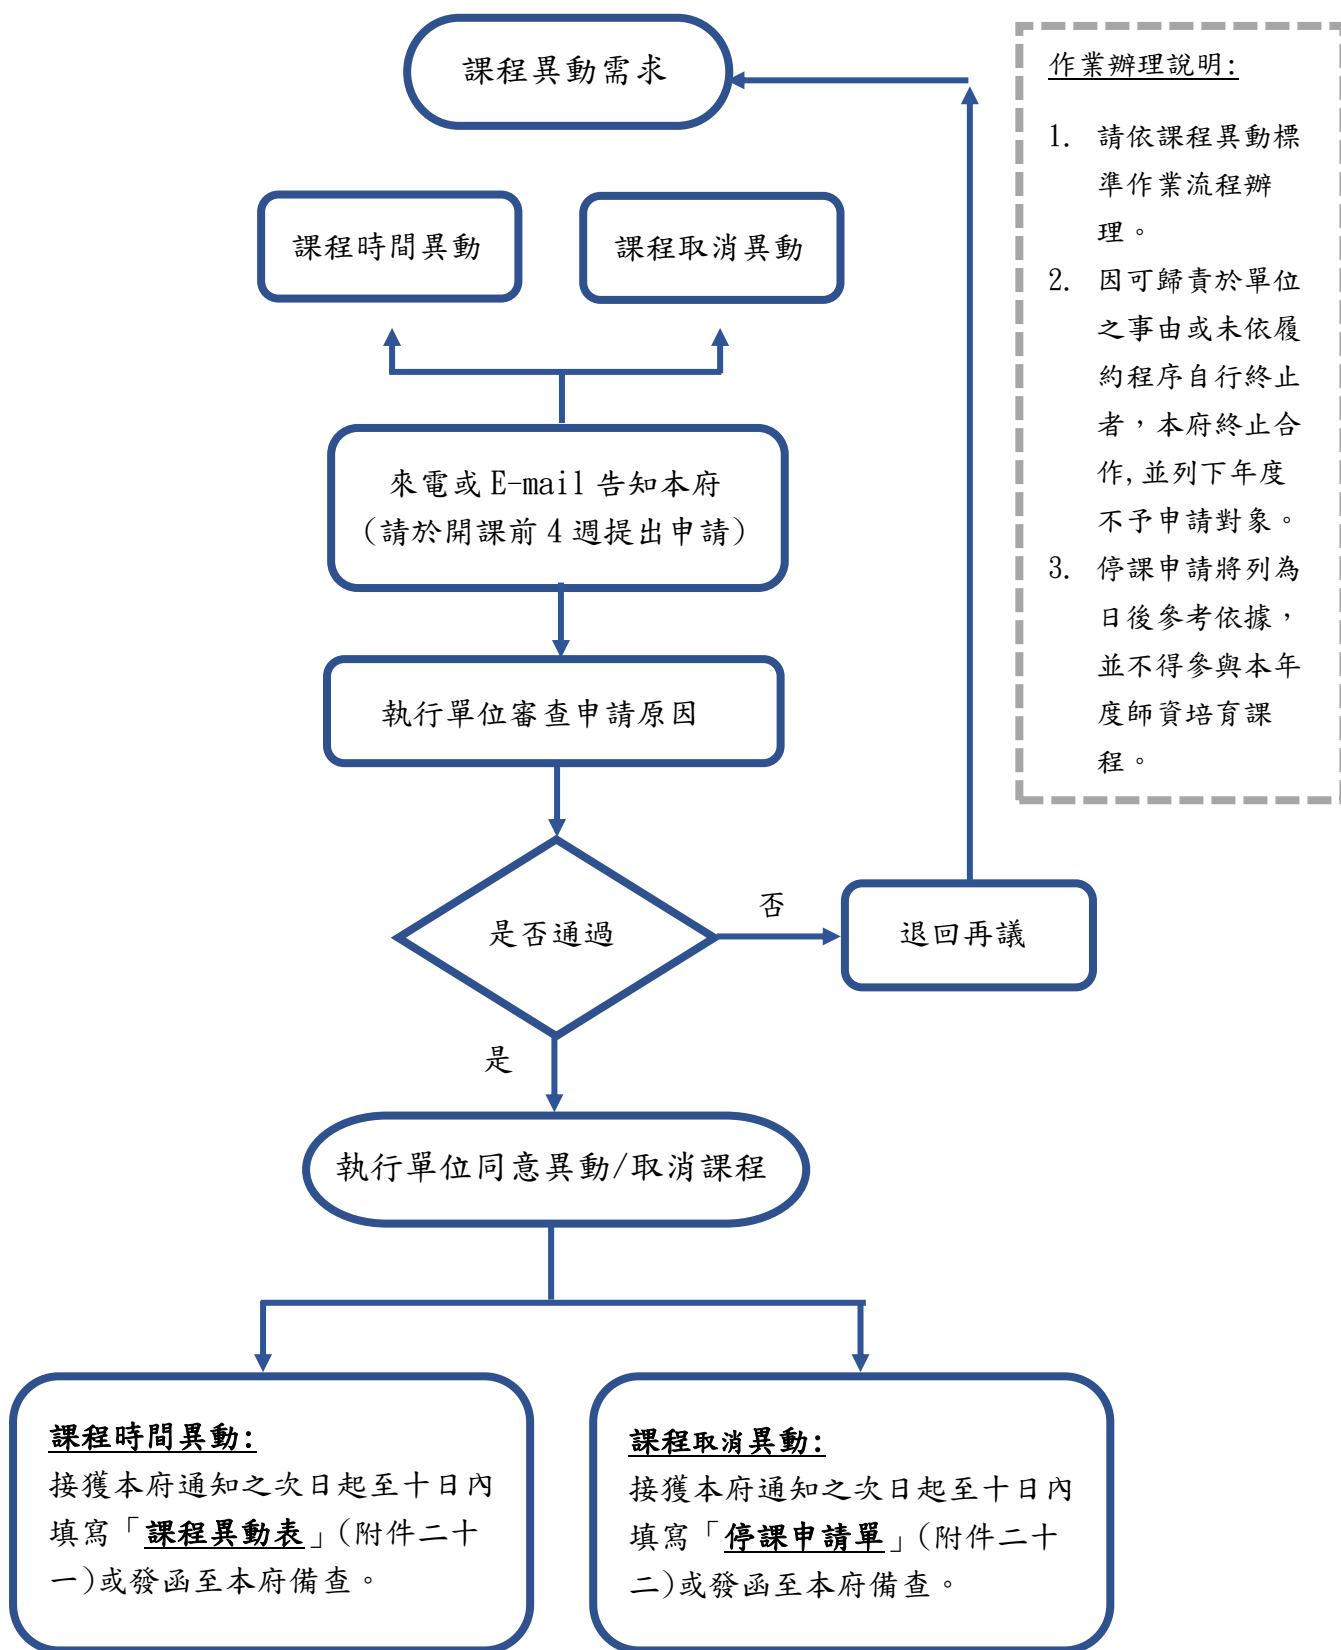 課程異動需求
課程時間異動
課程取消異動
來電或 E-mail 告知本府
(請於開課前 4 週提出申請)
執行單位審查申請原因
是否通過
否
退回再議
是
執行單位同意異動/取消課程
課程時間異動:
接獲本府通知之次日起至十日內
填寫「課程異動表」(附件二十
一)或發函至本府備查。
課程取消異動:
接獲本府通知之次日起至十日內
填寫「停課申請單」(附件二十
二)或發函至本府備查。
作業辦理說明:
1. 請依課程異動標
準作業流程辦
理。
2. 因可歸責於單位
之事由或未依履
約程序自行終止
者，本府終止合
作,並列下年度
不予申請對象。
3. 停課申請將列為
日後參考依據，
並不得參與本年
度師資培育課
程。